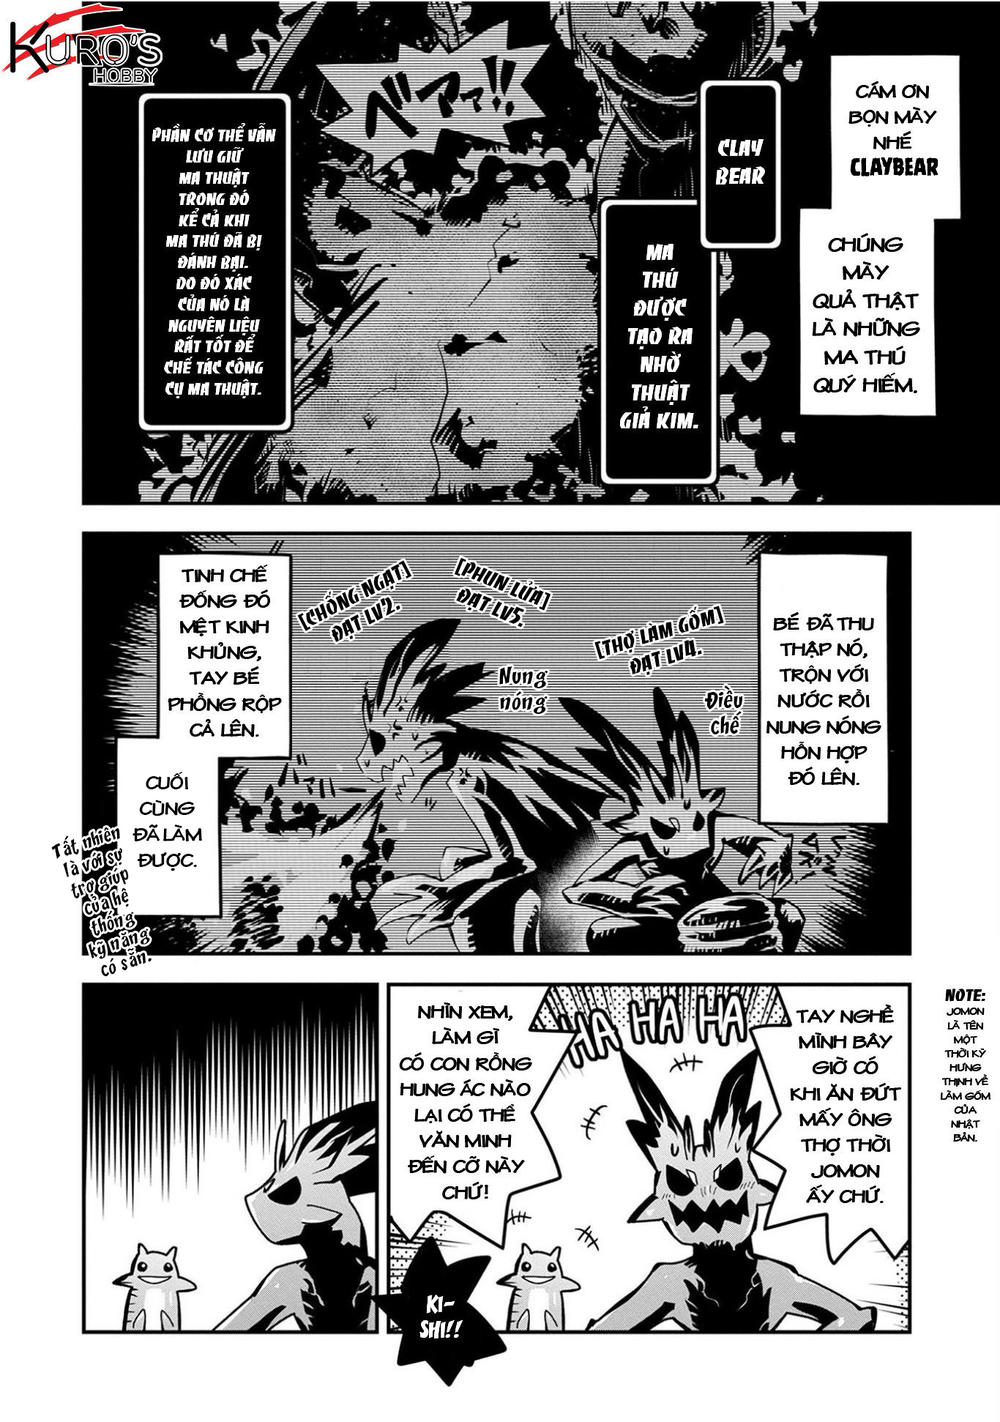 KURO'S
HOBBY
CẢM ƠN
BỌN MÀY
NHÉ
CLAYBEAR
CHÚNG
MÀY
QUẢ THẬT
LÀ NHỮNG
MA THÚ
QUÝ HIẾM.
CLAY
BEAR
MA
THÚ
ĐƯỢC
TẠO RA
NHỜ
THUẬT
GIẢ KIM.
ベアァ!!
PHẦN CƠ THỂ VẪN
LƯU GIỮ
MA THUẬT
TRONG ĐÓ
KỂ CẢ KHI
MA THÚ ĐÃ BỊ
ĐÁNH BẠI.
DO ĐÓ XÁC
CỦA NÓ LÀ
NGUYÊN LIỆU
RẤT TỐT ĐỂ
CHẾ TÁC CÔNG
CỤ MA THUẬT.
BÉ ĐÃ THU
THẬP NÓ,
TRỘN VỚI
NƯỚC RỒI
NUNG NÓNG
HỖN HỢP
ĐÓ LÊN.
[THỢ LÀM GỐM]
ĐẠT LV4.
Điều
chế
[PHUN LỬA]
ĐẠT LV5.
Nung
nóng
[CHỐNG NGẠT]
ĐẠT LV2.
TINH CHẾ
ĐỐNG ĐÓ
MỆT KINH
KHỦNG,
TAY BÉ
PHỒNG RỘP
CẢ LÊN.
CUỐI
CÙNG
ĐÃ LÀM
ĐƯỢC.
Tất nhiên
là với sự
trợ giúp
của hệ
thống
kỹ năng
có sẵn.
NOTE:
JOMON
LÀ TÊN
MỘT
THỜI KỲ
HƯNG
THỊNH VỀ
LÀM GỐM
CỦA
NHẬT
BẢN.
TAY NGHỀ
MÌNH BÂY
GIỜ CÓ
KHI ĂN ĐỨT
MẤY ÔNG
THỢ THỜI
JOMON
ẤY CHỨ.
HA HA HA
NHÌN XEM,
LÀM GÌ
CÓ CON RỒNG
HUNG ÁC NÀO
LẠI CÓ THỂ
VĂN MINH
ĐẾN CỠ NÀY
CHỨ!
KI-
SHI!!